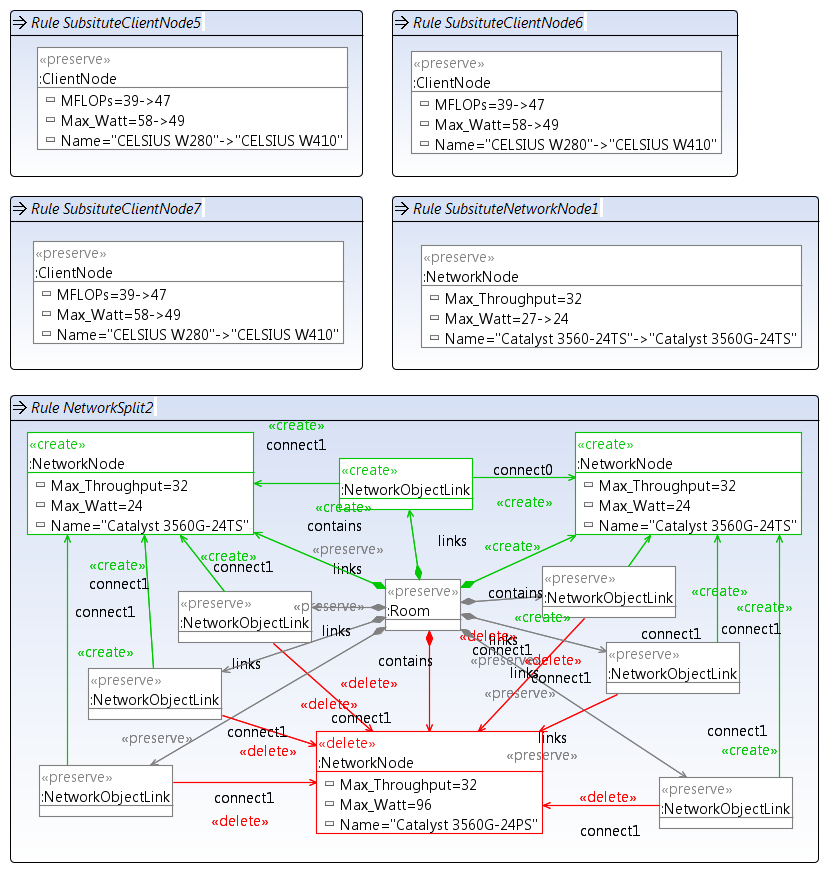 Rule SubsituteClientNode5
«preserve»
:ClientNode
MFLOPs=39->47
Max_Watt=58->49
Name="CELSIUS W280"->"CELSIUS W410"
Rule SubsituteClientNode6
«preserve»
:ClientNode
MFLOPs=39->47
Max_Watt=58->49
Name="CELSIUS W280"->"CELSIUS W410"
Rule SubsituteClientNode7
«preserve»
:ClientNode
MFLOPs=39->47
Max_Watt=58->49
Name="CELSIUS W280"->"CELSIUS W410"
Rule SubsituteNetworkNode1
«preserve»
:NetworkNode
Max_Throughput=32
Max_Watt=27->24
Name="Catalyst 3560-24TS"->"Catalyst 3560G-24TS"
Rule NetworkSplit2
«create»
:NetworkNode
Max_Throughput=32
Max_Watt=24
Name="Catalyst 3560G-24TS"
«create»
connect1
«create»
:NetworkObjectLink
«create»
connect0
«create»
:NetworkNode
Max_Throughput=32
Max_Watt=24
Name="Catalyst 3560G-24TS"
«create»
contains
links
«preserve»
links
«create»
«create»
connect1
«create»
connect1
connect1
«preserve»
:Room
contains
«preserve»
:NetworkObjectLink
«preserve»
:NetworkObjectLink
«preserve»
links
«create»
«create»
«create»
connect1
connect1
«delete»
links
connect1
«preserve»
«delete»
links
connect1
«preserve»
«preserve»
:NetworkObjectLink
«create»
links
contains
«preserve»
:NetworkObjectLink
«delete»
«delete»
connect1
connect1
«delete»
«preserve»
links
«preserve»
connect1
«create»
«delete»
:NetworkNode
Max_Throughput=32
Max_Watt=96
Name="Catalyst 3560G-24PS"
«preserve»
:NetworkObjectLink
connect1
«delete»
«delete»
connect1
«preserve»
:NetworkObjectLink